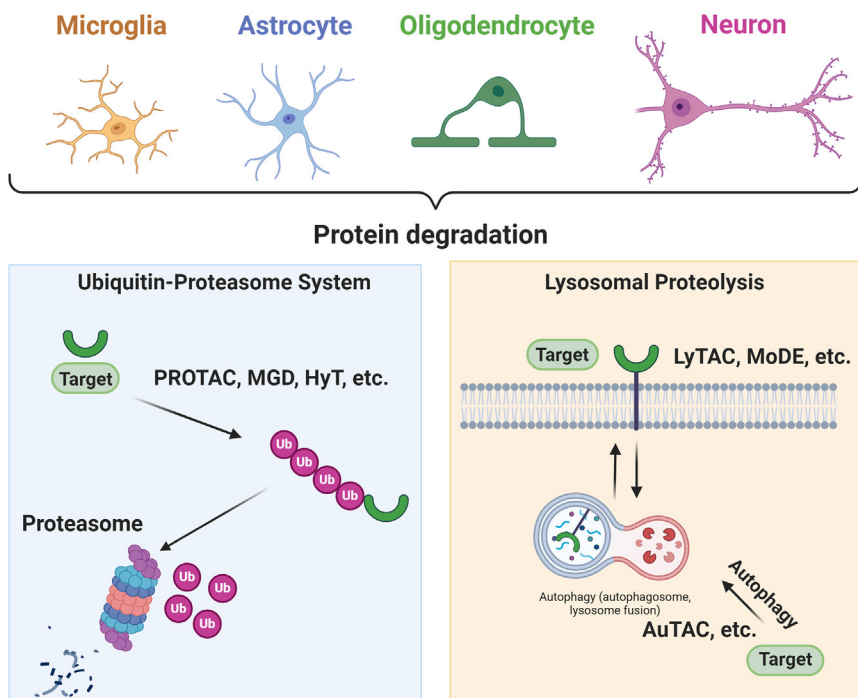 Microglia
Astrocyte
Oligodendrocyte
Neuron
Protein degradation
Ubiquitin-Proteasome System
Target
PROTAC, MGD, HyT, etc.
Ub
Ub
Ub
Ub
Proteasome
Ub
Ub
Ub
Ub
Lysosomal Proteolysis
Target
LyTAC, MoDE, etc.
Autophagy (autophagosome,
lysosome fusion)
Autophagy
AuTAC, etc.
Target